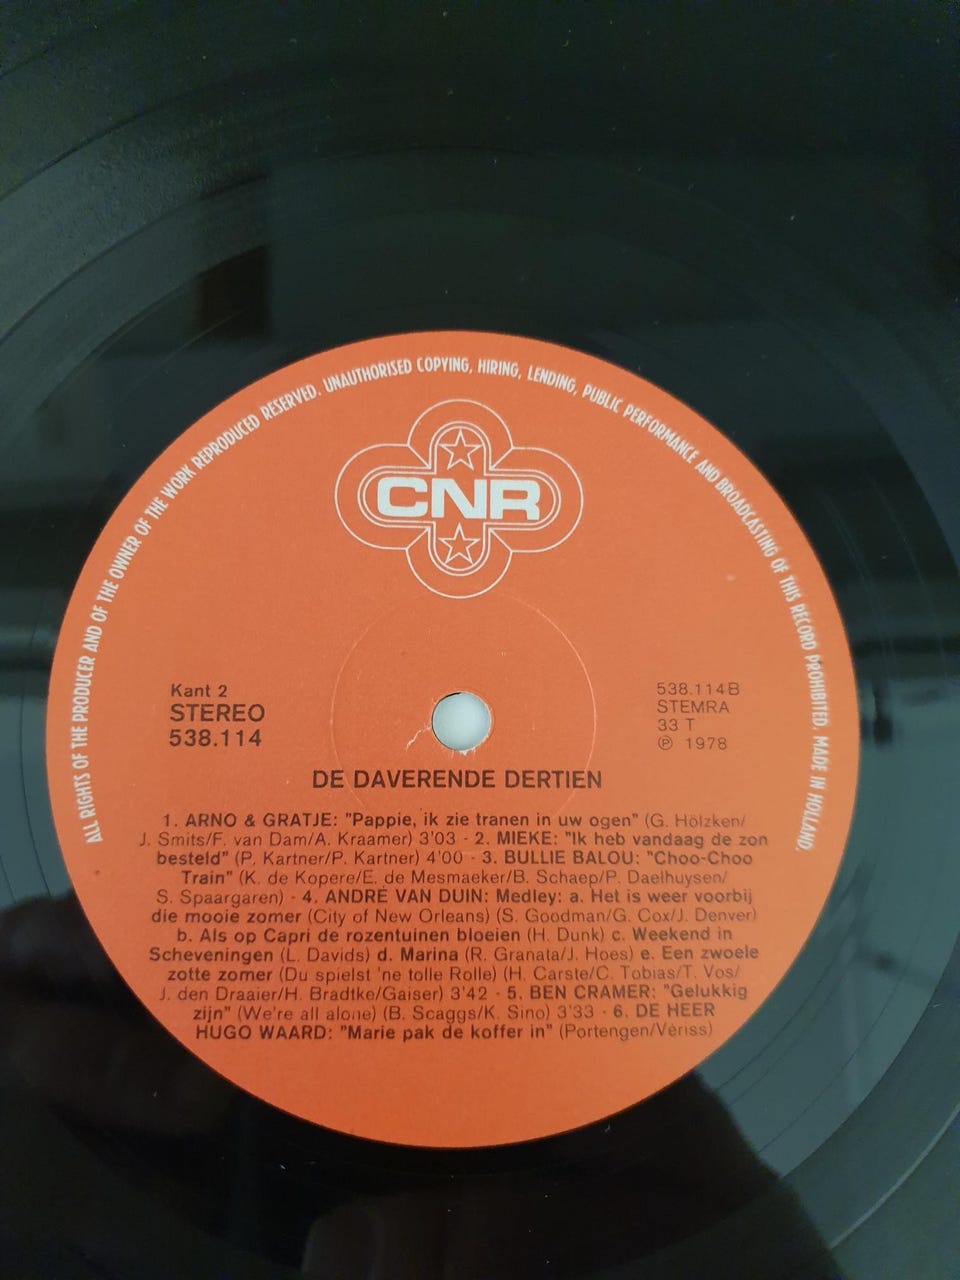 ALL RIGHTS OF THE PRODUCER AND OF THE OWNER OF THE WORK REPRODUCED RESERVED. UNAUTHORISED COPYING, HIRING, LENDING, PUBLIC PERFORMANCE AND BROADCASTING OF THIS RECORD PROHIBITED. MADE IN HOLLAND.
CNR
Kant 2
STEREO
538.114
538.114B
STEMRA
33 T
℗ 1978
DE DAVERENDE DERTIEN
1. ARNO & GRATJE: "Pappie, ik zie tranen in uw ogen" (G. Hölzken/
J. Smits/F. van Dam/A. Kraamer) 3'03 - 2. MIEKE: "Ik heb vandaag de zon
besteld" (P. Kartner/P. Kartner) 4'00 - 3. BULLIE BALOU: "Choo-Choo
Train" (K. de Kopere/E. de Mesmaeker/B. Schaep/P. Daelhuysen/
S. Spaargaren) - 4. ANDRÉ VAN DUIN: Medley: a. Het is weer voorbij
die mooie zomer (City of New Orleans) (S. Goodman/G. Cox/J. Denver)
b. Als op Capri de rozentuinen bloeien (H. Dunk) c. Weekend in
Scheveningen (L. Davids) d. Marina (R. Granata/J. Hoes) e. Een zwoele
zotte zomer (Du spielst 'ne tolle Rolle) (H. Carste/C. Tobias/T. Vos/
J. den Draaier/H. Bradtke/Gaiser) 3'42 - 5. BEN CRAMER: "Gelukkig
zijn" (We're all alone) (B. Scaggs/K. Sino) 3'33 - 6. DE HEER
HUGO WAARD: "Marie pak de koffer in" (Portengen/Vériss)